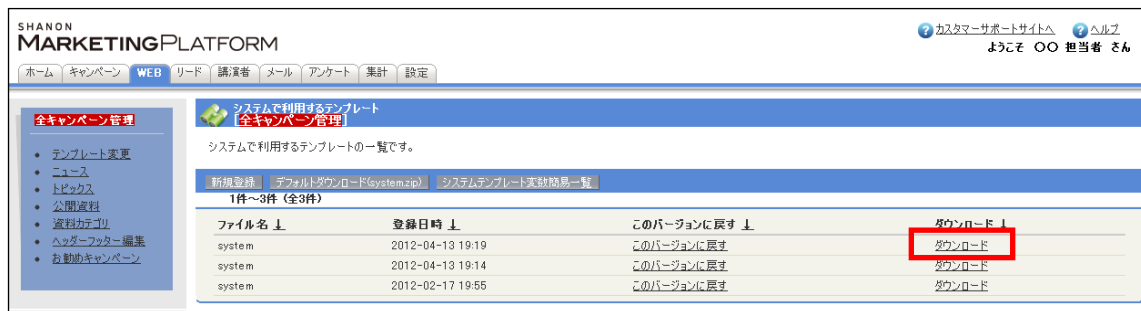 SHANON
MARKETINGPLATFORM
カスタマーサポートサイトへ ヘルプ
ようこそ 〇〇 担当者 さん
ホーム キャンペーン WEB リード 講演者 メール アンケート 集計 設定
全キャンペーン管理
テンプレート変更
ニュース
トピックス
公開資料
資料カテゴリ
ヘッダーフッター編集
お勧めキャンペーン
システムで利用するテンプレート
[全キャンペーン管理]
システムで利用するテンプレートの一覧です。
新規登録 デフォルトダウンロード(system.zip) システムテンプレート変数簡易一覧
1件～3件 (全3件)
ファイル名 ↓ 登録日時 ↓ このバージョンに戻す ↓ ダウンロード ↓
system 2012-04-13 19:19 このバージョンに戻す ダウンロード
system 2012-04-13 19:14 このバージョンに戻す ダウンロード
system 2012-02-17 19:55 このバージョンに戻す ダウンロード